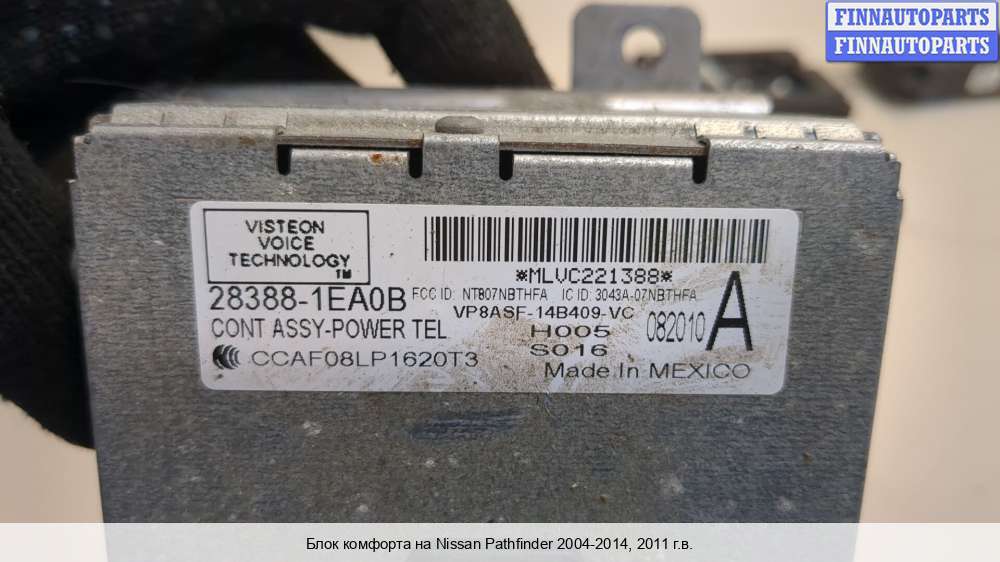 FINNAUTOPARTS
FINNAUTOPARTS
VISTEON
VOICE
TECHNOLOGY
TM
*MLVC221388*
28388-1EA0B
FCC ID: NT807NBTHFA IC ID: 3043A-07NBTHFA
VP8ASF-14B409-VC
CONT ASSY-POWER TEL
H005
082010
A
CCAF08LP1620T3
S016
Made In MEXICO
Блок комфорта на Nissan Pathfinder 2004-2014, 2011 г.в.